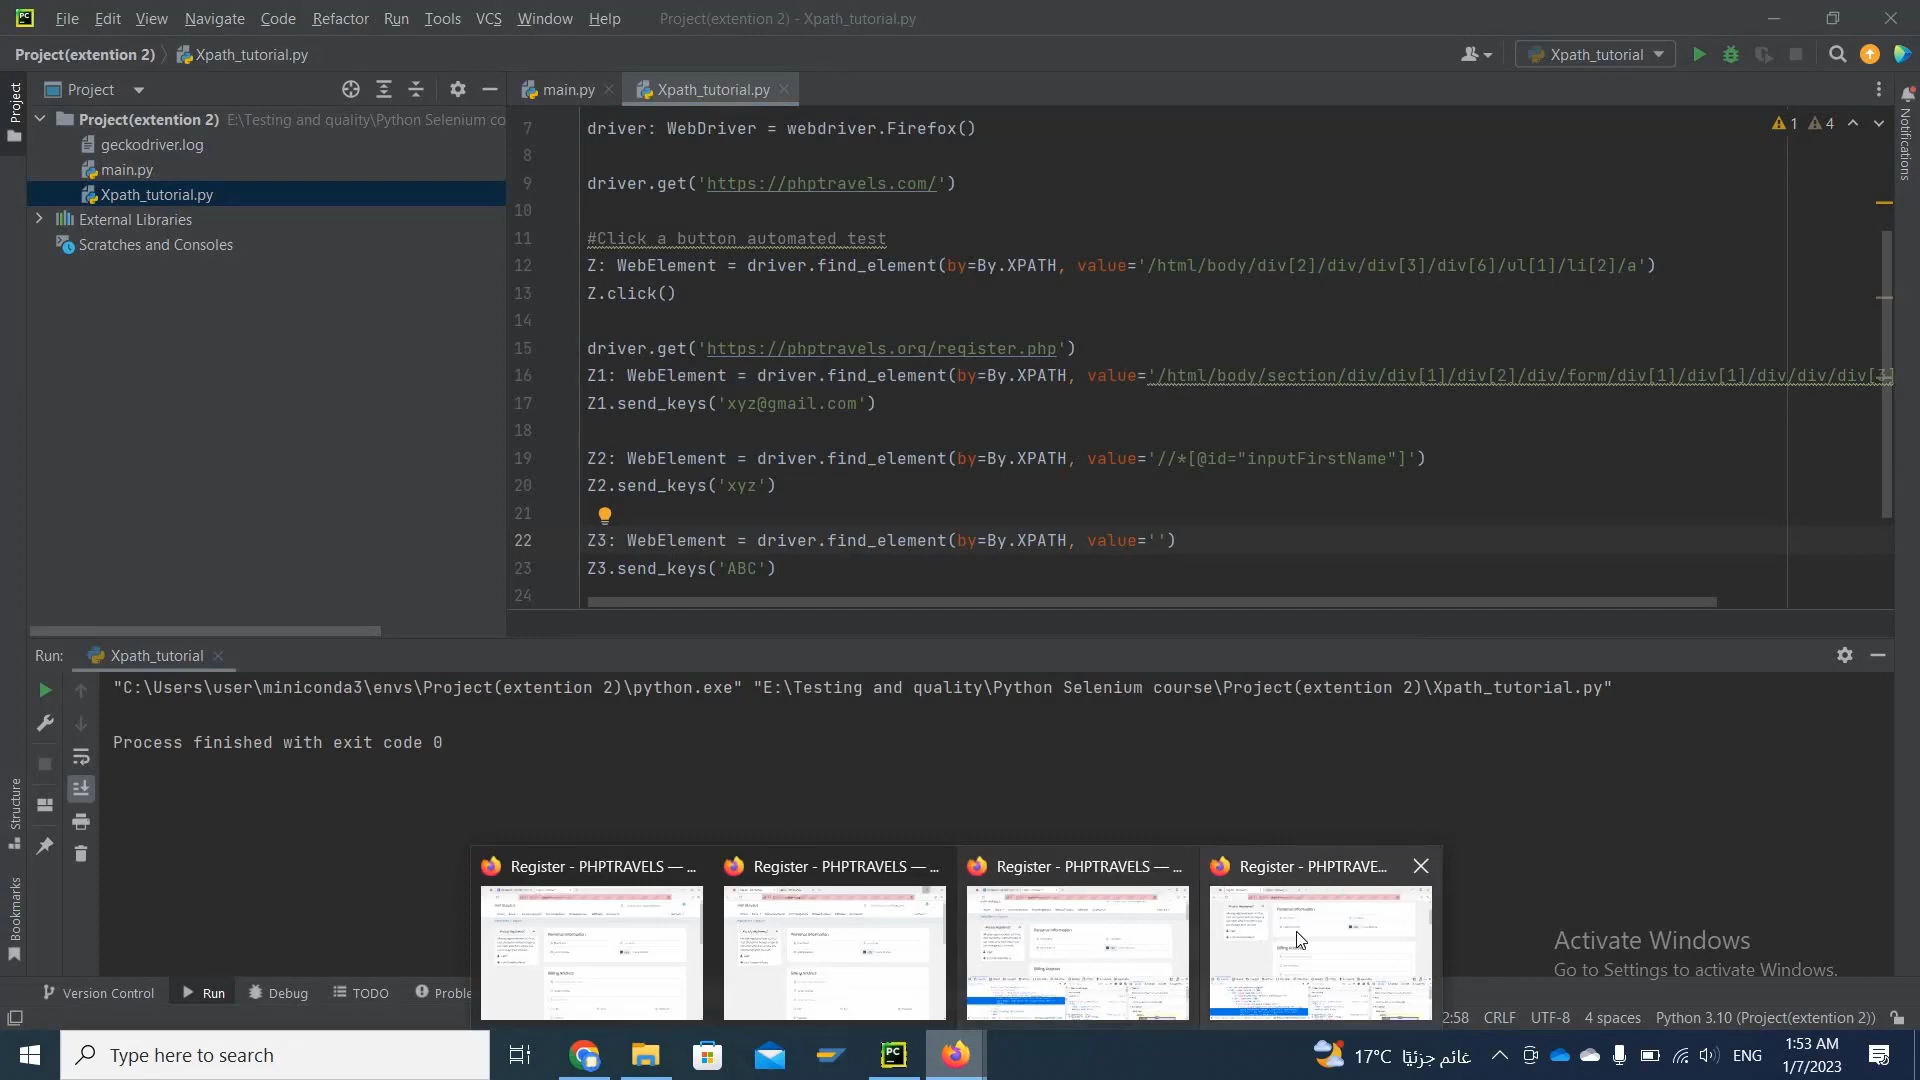 File Edit View Navigate Code Refactor Run Tools VCS Window Help Project(extention 2) - Xpath_tutorial.py
Project(extention 2) Xpath_tutorial.py
Xpath_tutorial
Project
Project
main.py
Xpath_tutorial.py
Notifications
Project(extention 2) E:\Testing and quality\Python Selenium co
geckodriver.log
main.py
Xpath_tutorial.py
External Libraries
Scratches and Consoles
1 4
7 driver: WebDriver = webdriver.Firefox()
8
9 driver.get('https://phptravels.com/')
10
11 #Click a button automated test
12 Z: WebElement = driver.find_element(by=By.XPATH, value='/html/body/div[2]/div/div[3]/div[6]/ul[1]/li[2]/a')
13 Z.click()
14
15 driver.get('https://phptravels.org/register.php')
16 Z1: WebElement = driver.find_element(by=By.XPATH, value='/html/body/section/div/div[1]/div[2]/div/form/div[1]/div[1]/div/div/div[3]
17 Z1.send_keys('xyz@gmail.com')
18
19 Z2: WebElement = driver.find_element(by=By.XPATH, value='//*[@id="inputFirstName"]')
20 Z2.send_keys('xyz')
21
22 Z3: WebElement = driver.find_element(by=By.XPATH, value='')
23 Z3.send_keys('ABC')
24
Run: Xpath_tutorial
"C:\Users\user\miniconda3\envs\Project(extention 2)\python.exe" "E:\Testing and quality\Python Selenium course\Project(extention 2)\Xpath_tutorial.py"
Process finished with exit code 0
Structure
Bookmarks
Register - PHPTRAVELS — ...
Register - PHPTRAVELS — ...
Register - PHPTRAVELS — ...
Register - PHPTRAVE...
Activate Windows
Go to Settings to activate Windows.
Version Control Run Debug TODO Proble
2:58 CRLF UTF-8 4 spaces Python 3.10 (Project(extention 2))
Type here to search
17°C غائم جزئيًا
ENG
1:53 AM
1/7/2023